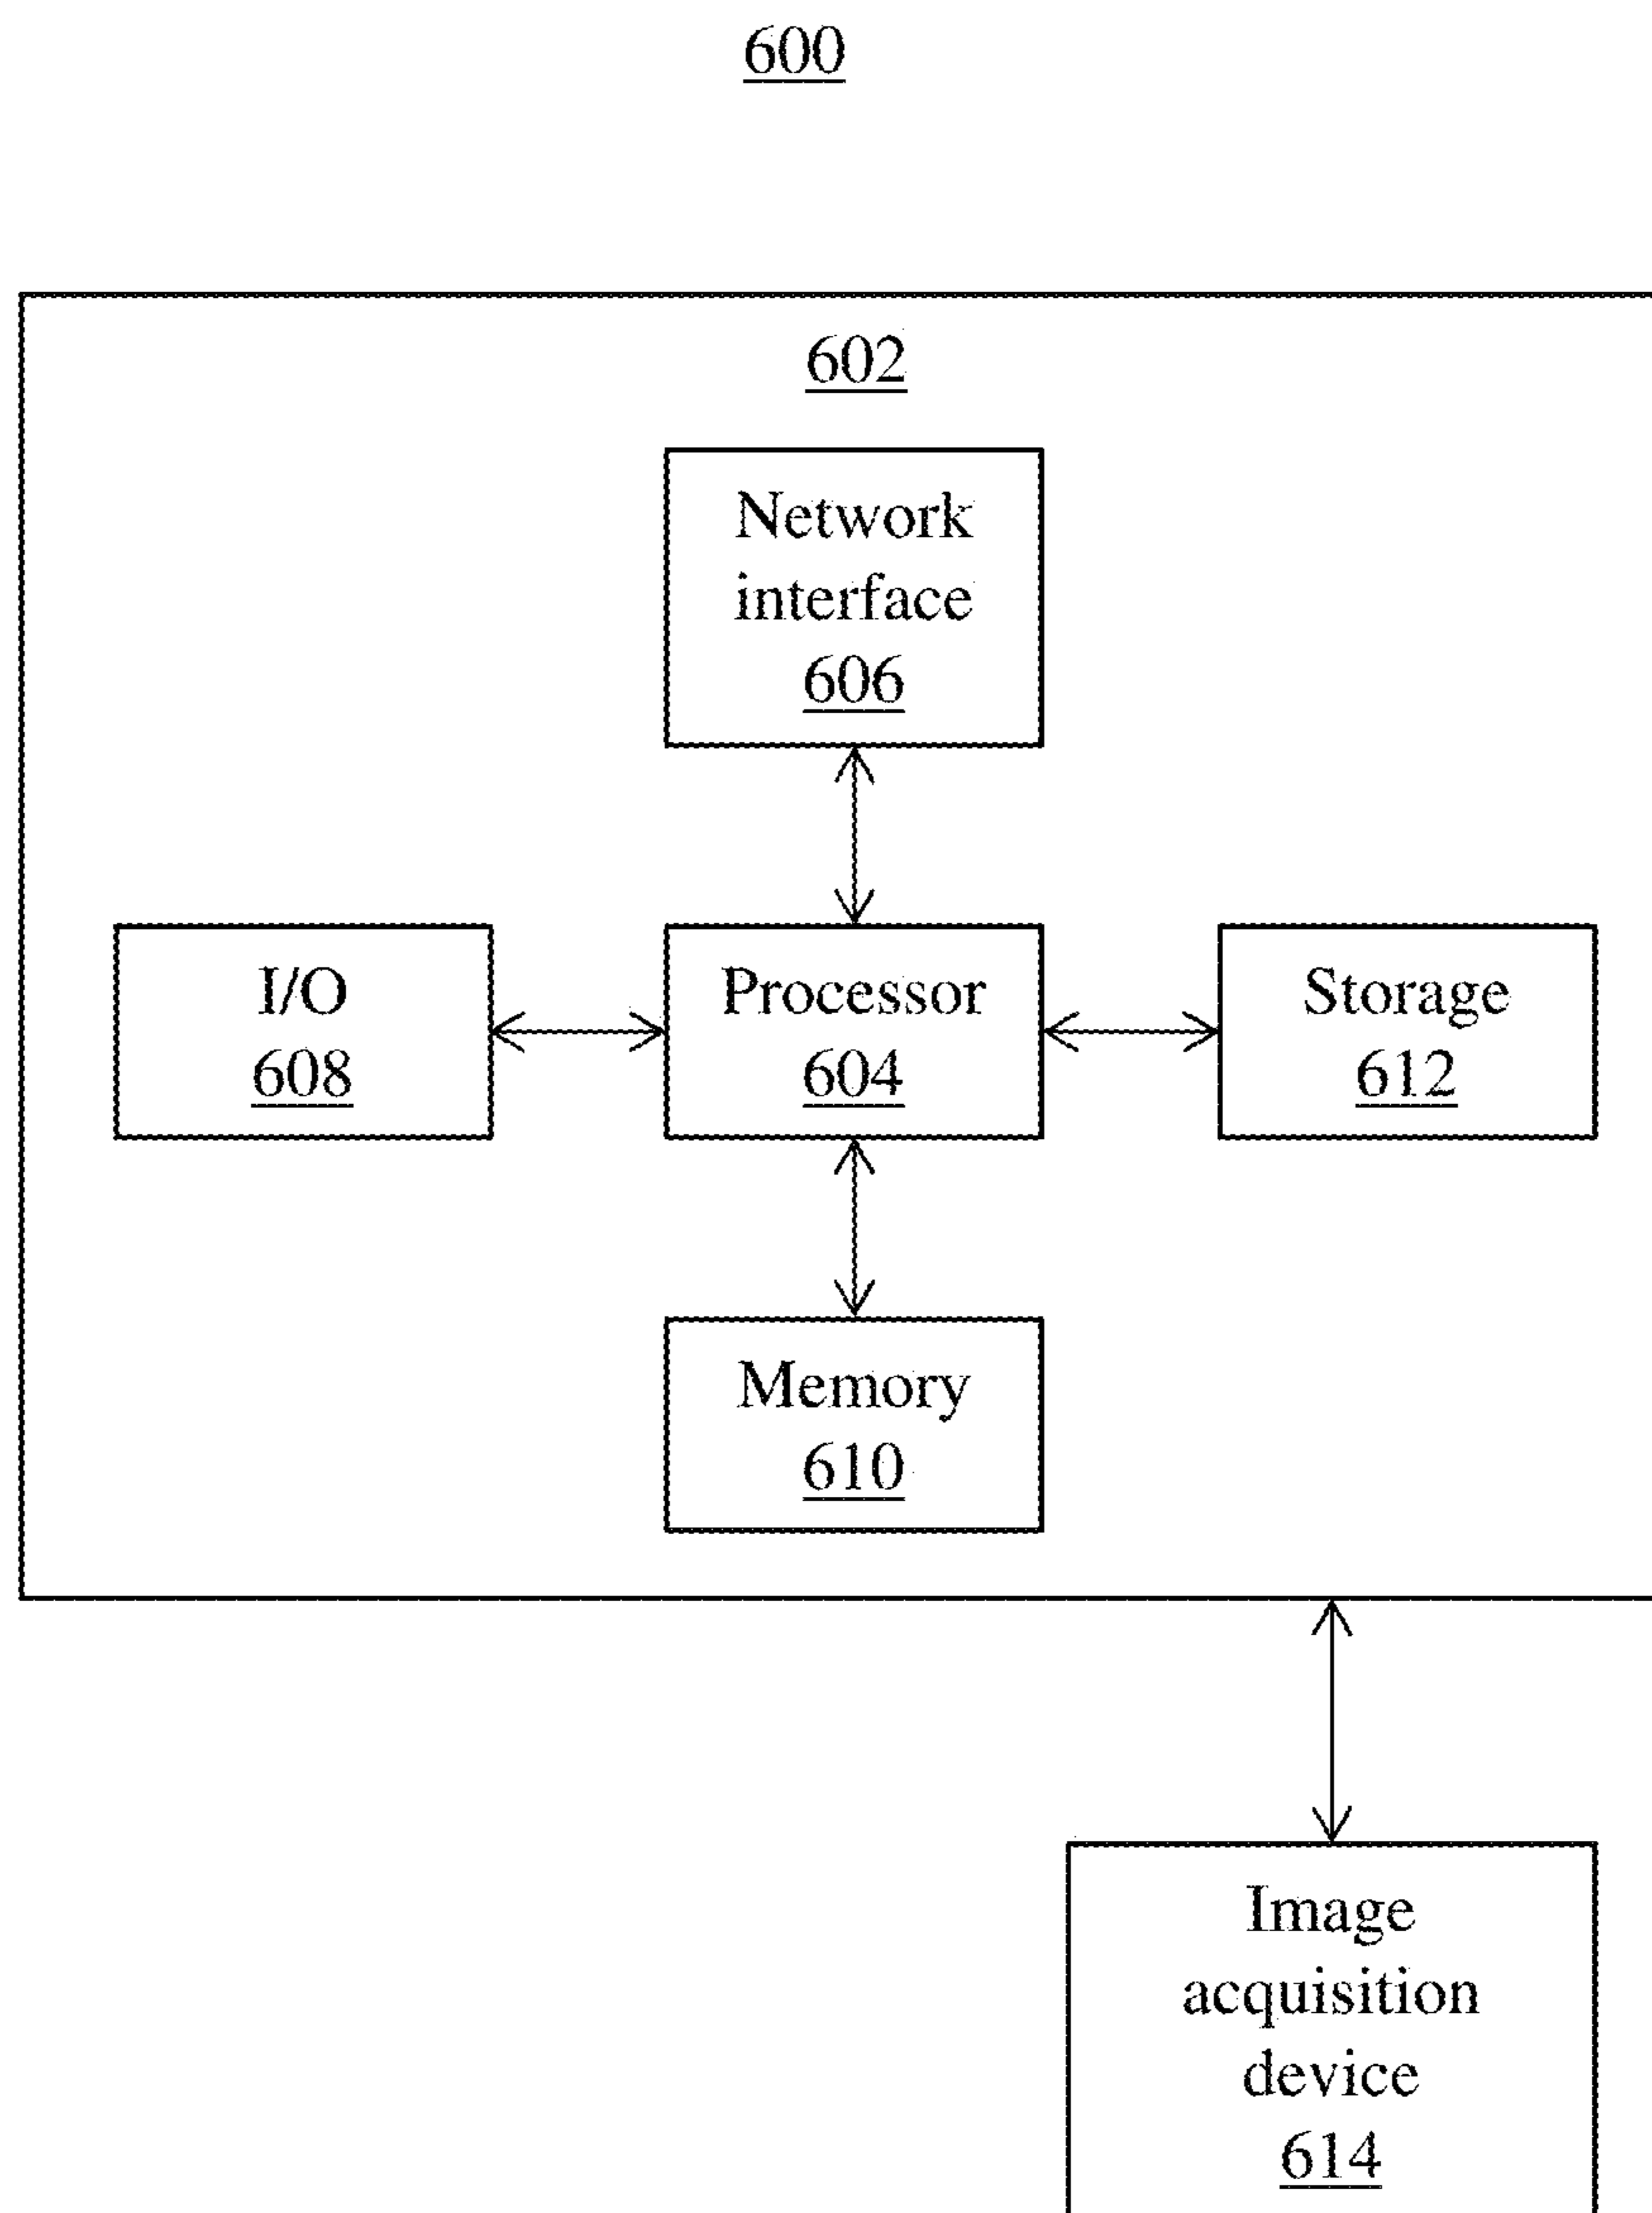 600
602
Network
interface
606
I/O
608
Processor
604
Storage
612
Memory
610
Image
acquisition
device
614